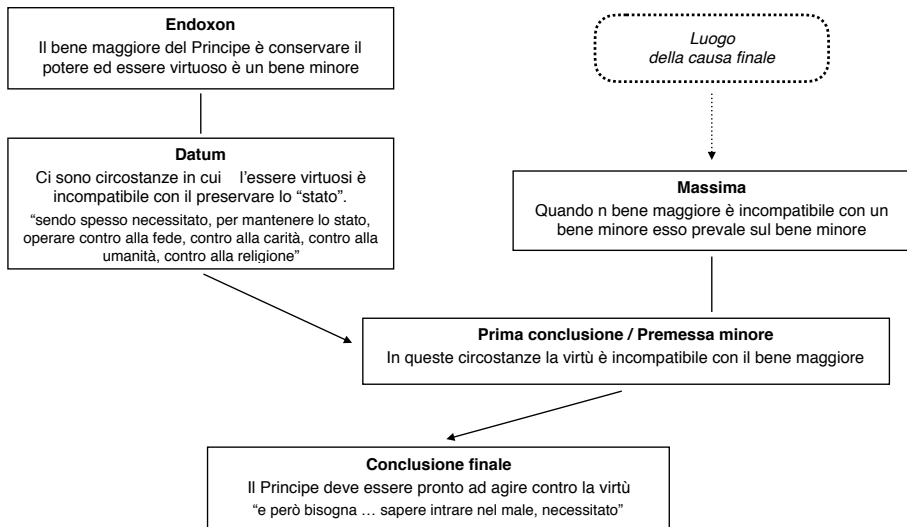 Endoxon
Il bene maggiore del Principe è conservare il
potere ed essere virtuoso è un bene minore
Luogo
della causa finale
Datum
Ci sono circostanze in cui l'essere virtuosi è
incompatibile con il preservare lo “stato”.
“sendo spesso necessitato, per mantenere lo stato,
operare contro alla fede, contro alla carità, contro alla
umanità, contro alla religione”
Massima
Quando n bene maggiore è incompatibile con un
bene minore esso prevale sul bene minore
Prima conclusione / Premessa minore
In queste circostanze la virtù è incompatibile con il bene maggiore
Conclusione finale
Il Principe deve essere pronto ad agire contro la virtù
“e però bisogna … sapere intrare nel male, necessitato”